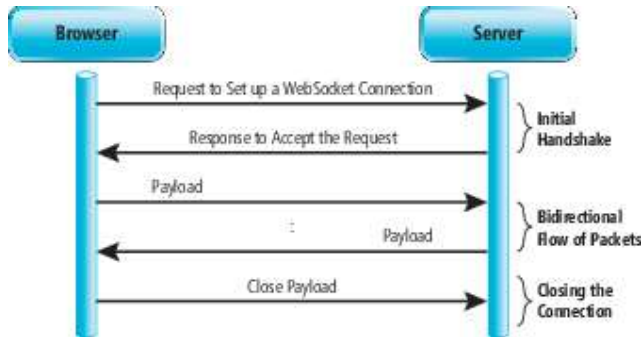 Browser
Server
Request to Set up a WebSocket Connection
Response to Accept the Request
Initial
Handshake
Payload
:
Payload
Bidirectional
Flow of Packets
Close Payload
Closing the
Connection